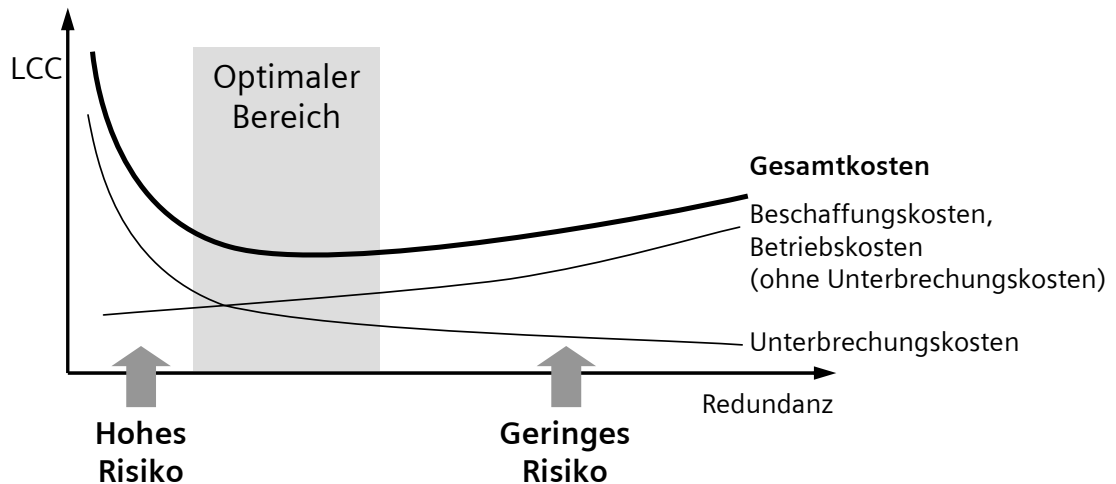 LCC
Optimaler
Bereich
Gesamtkosten
Beschaffungskosten,
Betriebskosten
(ohne Unterbrechungskosten)
Unterbrechungskosten
Redundanz
Hohes
Risiko
Geringes
Risiko